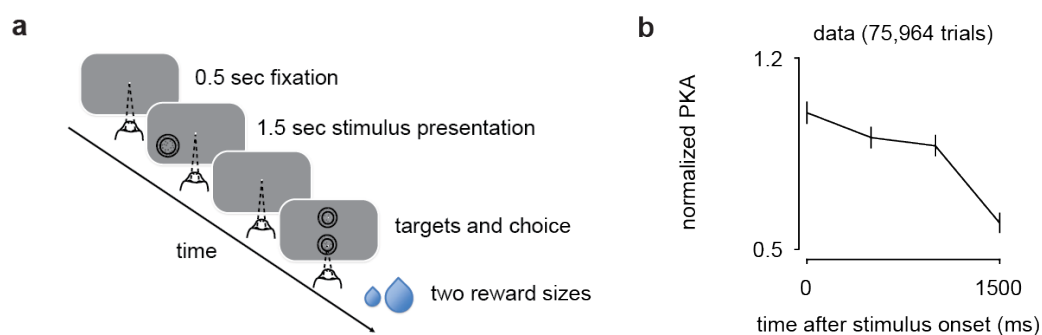 a
0.5 sec fixation
1.5 sec stimulus presentation
targets and choice
time
two reward sizes
b
data (75,964 trials)
1.2
normalized PKA
0.5
0
1500
time after stimulus onset (ms)